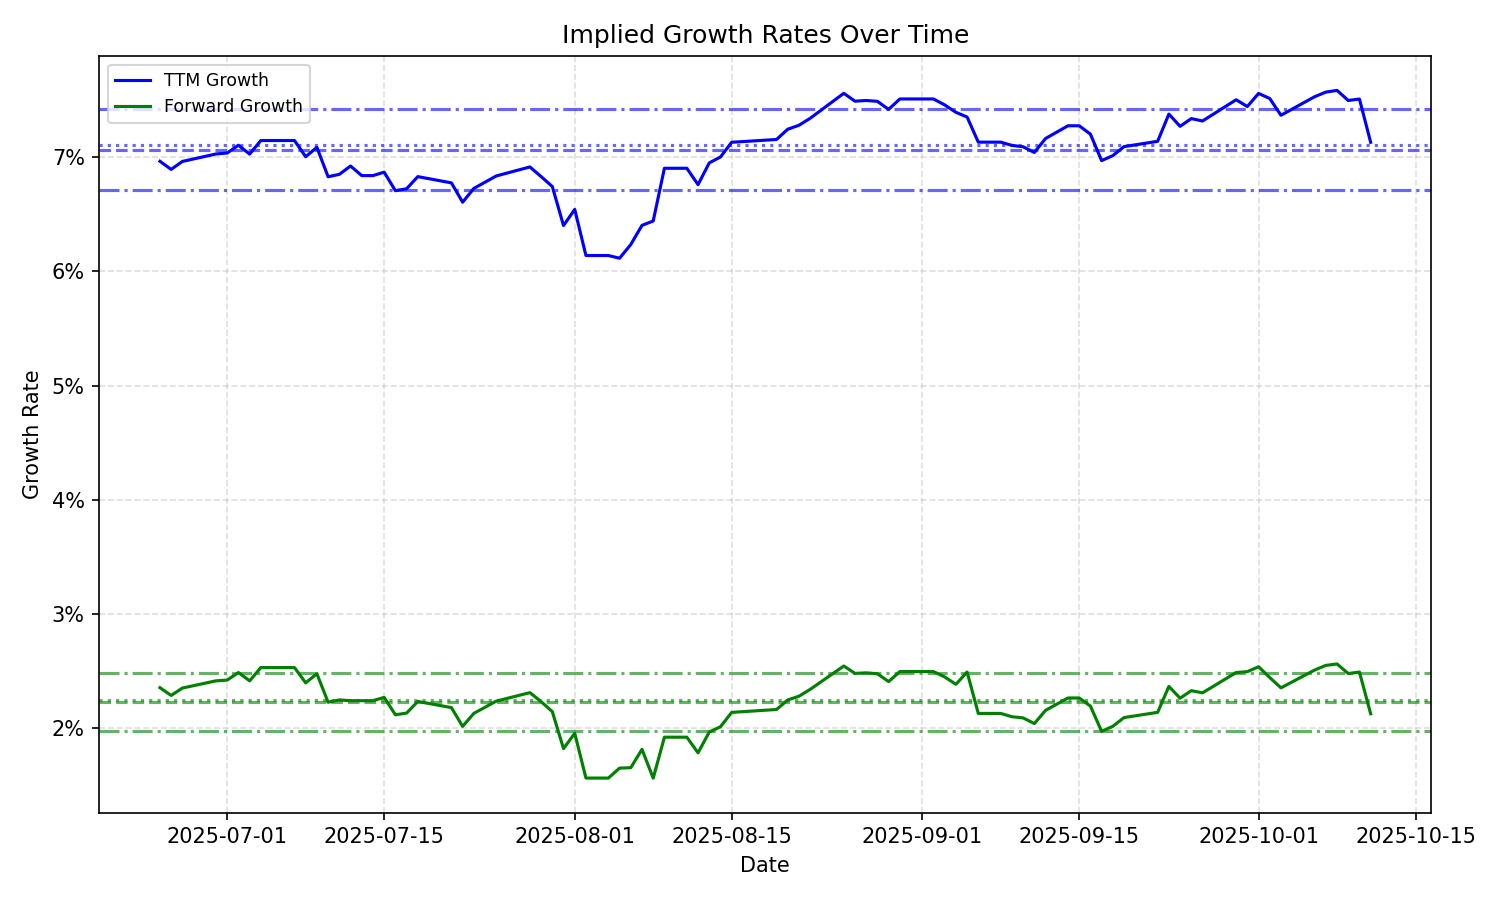 Implied Growth Rates Over Time
TTM Growth
Forward Growth
7%
6%
5%
4%
3%
2%
Growth Rate
2025-07-01
2025-07-15
2025-08-01
2025-08-15
2025-09-01
2025-09-15
2025-10-01
2025-10-15
Date